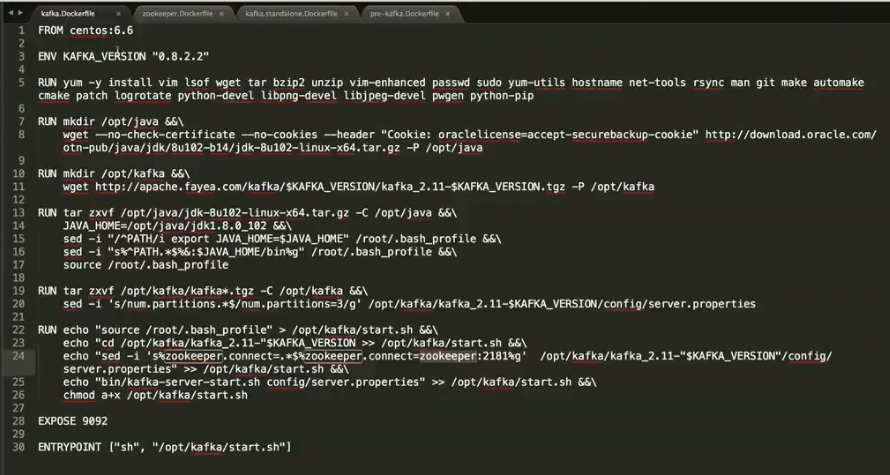 kafka.Dockerfile × zookeeper.Dockerfile × kafka.standalone.Dockerfile × pre-kafka.Dockerfile ×
1 FROM centos:6.6
2
3 ENV KAFKA_VERSION "0.8.2.2"
4
5 RUN yum -y install vim lsof wget tar bzip2 unzip vim-enhanced passwd sudo yum-utils hostname net-tools rsync man git make automake
cmake patch logrotate python-devel libpng-devel libjpeg-devel pwgen python-pip
6
7 RUN mkdir /opt/java &&\
8 wget --no-check-certificate --no-cookies --header "Cookie: oraclelicense=accept-securebackup-cookie" http://download.oracle.com/
otn-pub/java/jdk/8u102-b14/jdk-8u102-linux-x64.tar.gz -P /opt/java
9
10 RUN mkdir /opt/kafka &&\
11 wget http://apache.fayea.com/kafka/$KAFKA_VERSION/kafka_2.11-$KAFKA_VERSION.tgz -P /opt/kafka
12
13 RUN tar zxvf /opt/java/jdk-8u102-linux-x64.tar.gz -C /opt/java &&\
14 JAVA_HOME=/opt/java/jdk1.8.0_102 &&\
15 sed -i "/^PATH/i export JAVA_HOME=$JAVA_HOME" /root/.bash_profile &&\
16 sed -i "s%^PATH.*$%&:$JAVA_HOME/bin%g" /root/.bash_profile &&\
17 source /root/.bash_profile
18
19 RUN tar zxvf /opt/kafka/kafka*.tgz -C /opt/kafka &&\
20 sed -i 's/num.partitions.*$/num.partitions=3/g' /opt/kafka/kafka_2.11-$KAFKA_VERSION/config/server.properties
21
22 RUN echo "source /root/.bash_profile" > /opt/kafka/start.sh &&\
23 echo "cd /opt/kafka/kafka_2.11-"$KAFKA_VERSION >> /opt/kafka/start.sh &&\
24 echo "sed -i 's%zookeeper.connect=.*$%zookeeper.connect=zookeeper:2181%g' /opt/kafka/kafka_2.11-"$KAFKA_VERSION"/config/
server.properties" >> /opt/kafka/start.sh &&\
25 echo "bin/kafka-server-start.sh config/server.properties" >> /opt/kafka/start.sh &&\
26 chmod a+x /opt/kafka/start.sh
27
28 EXPOSE 9092
29
30 ENTRYPOINT ["sh", "/opt/kafka/start.sh"]